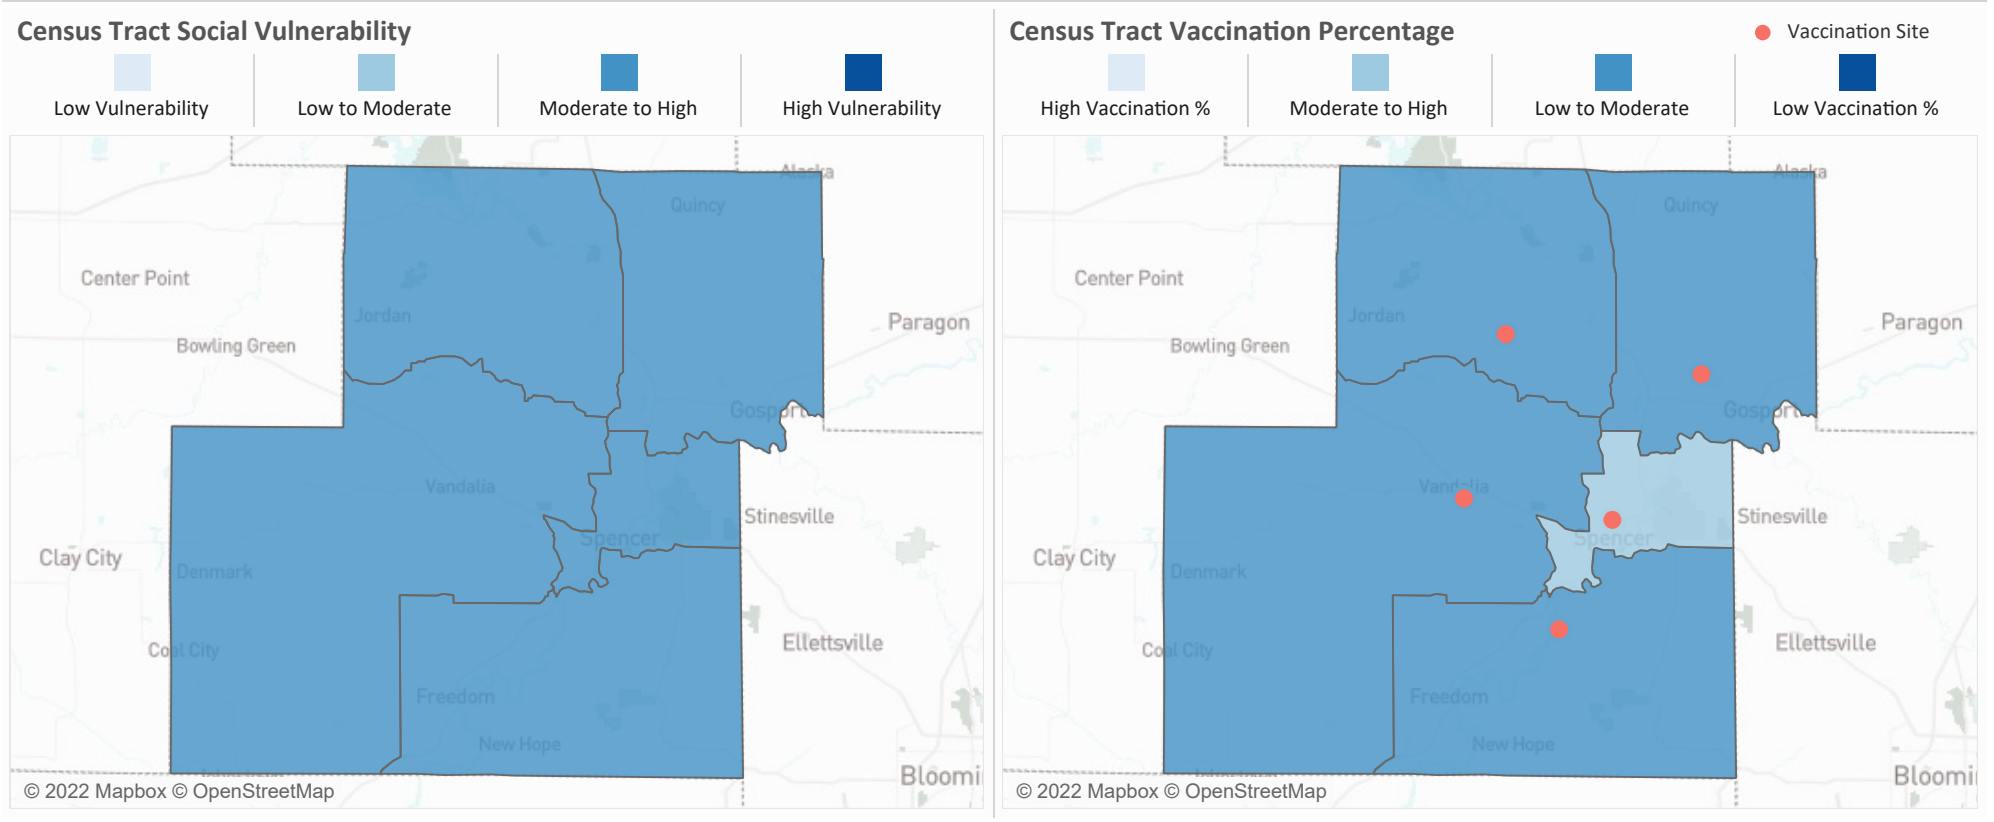 Census Tract Social Vulnerability
Low Vulnerability
Low to Moderate
Moderate to High
High Vulnerability
Alaska
Quincy
Center Point
Jordan
Paragon
Bowling Green
Gosport
Vandalia
Stinesville
Spencer
Clay City
Denmark
Ellettsville
Coal City
Freedom
New Hope
Bloomi
© 2022 Mapbox © OpenStreetMap
Census Tract Vaccination Percentage
Vaccination Site
High Vaccination %
Moderate to High
Low to Moderate
Low Vaccination %
Alaska
Quincy
Center Point
Jordan
Paragon
Bowling Green
Gosport
Vandalia
Stinesville
Spencer
Clay City
Denmark
Ellettsville
Coal City
Freedom
New Hope
Bloomi
© 2022 Mapbox © OpenStreetMap